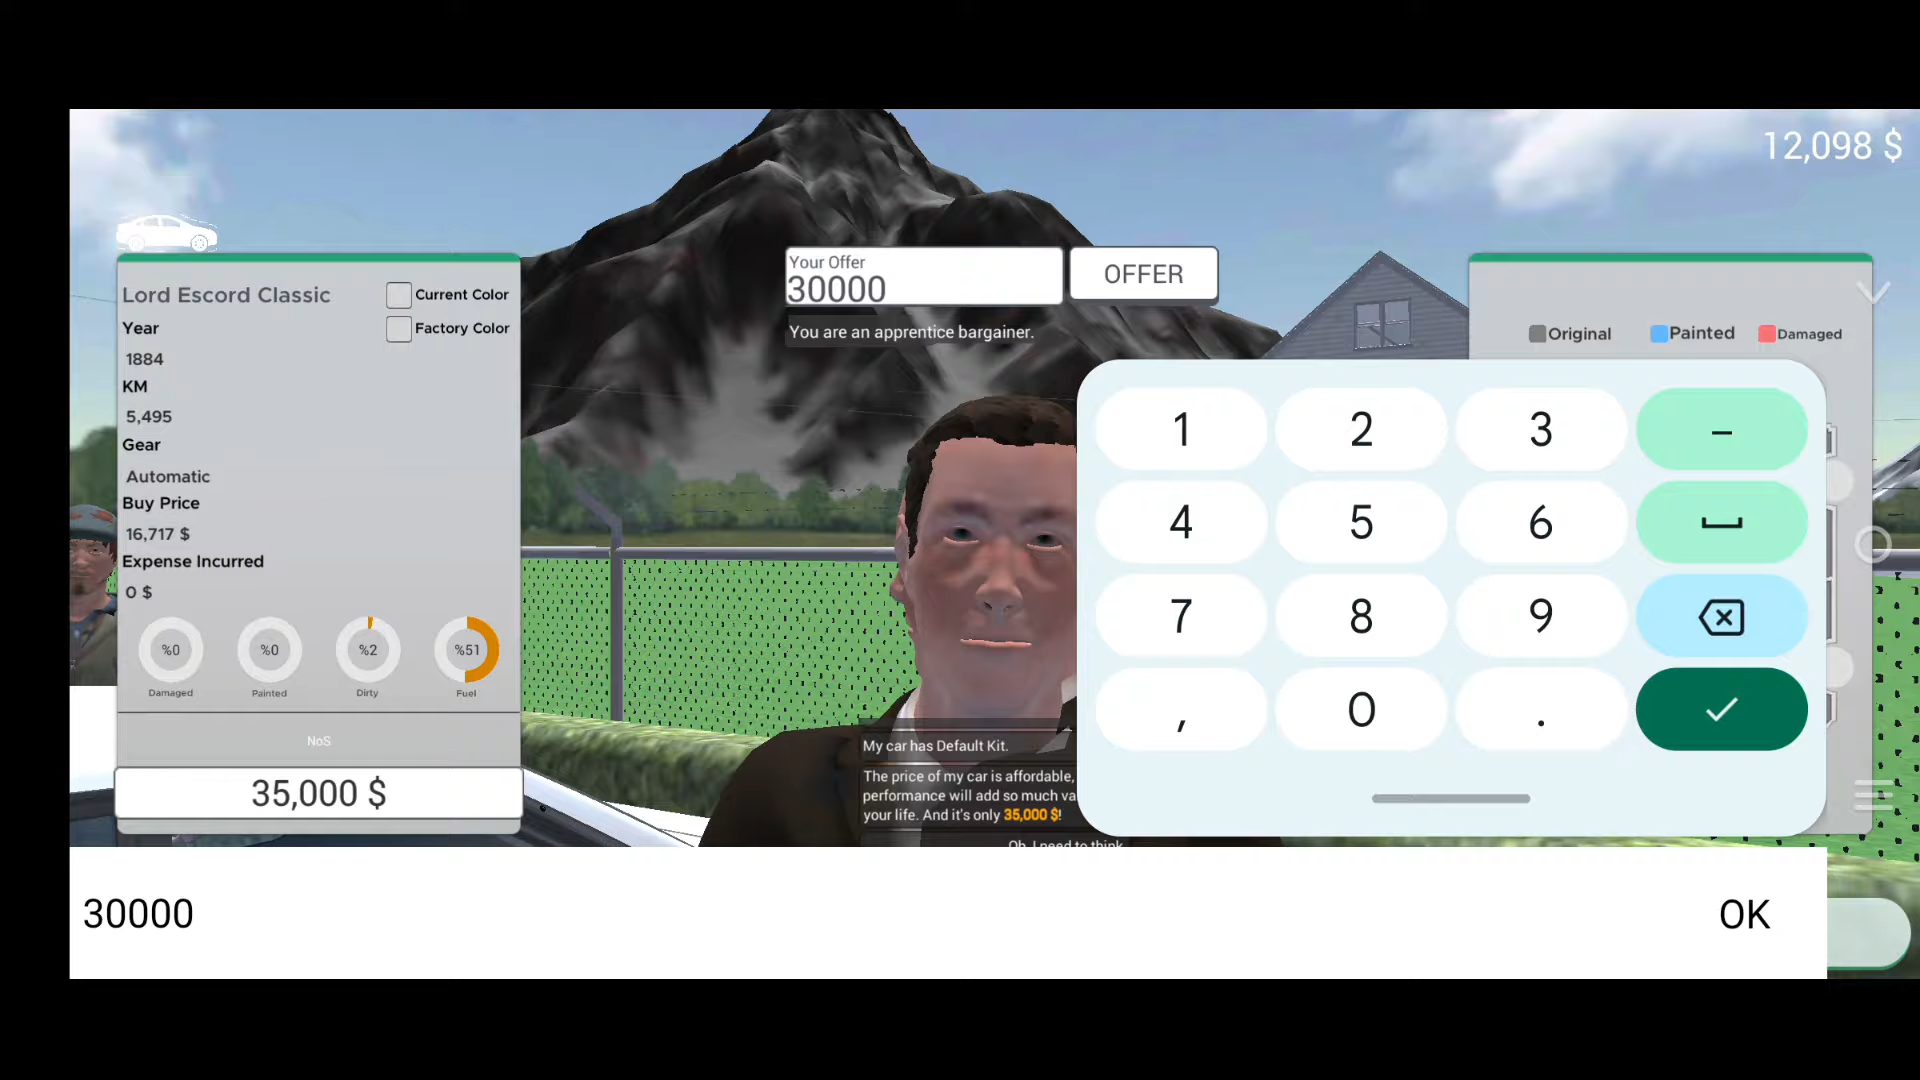 12,098 $
Lord Escord Classic
Current Color
Factory Color
Year
1884
KM
5,495
Gear
Automatic
Buy Price
16,717 $
Expense Incurred
0 $
%0
%0
%2
%51
Damaged
Painted
Dirty
Fuel
NoS
35,000 $
Your Offer
30000
OFFER
You are an apprentice bargainer.
Original
Painted
Damaged
My car has Default Kit.
The price of my car is affordable,
performance will add so much va
your life. And it's only 35,000 $!
Oh, I need to think
1
2
3
–
4
5
6
7
8
9
,
0
.
30000
OK